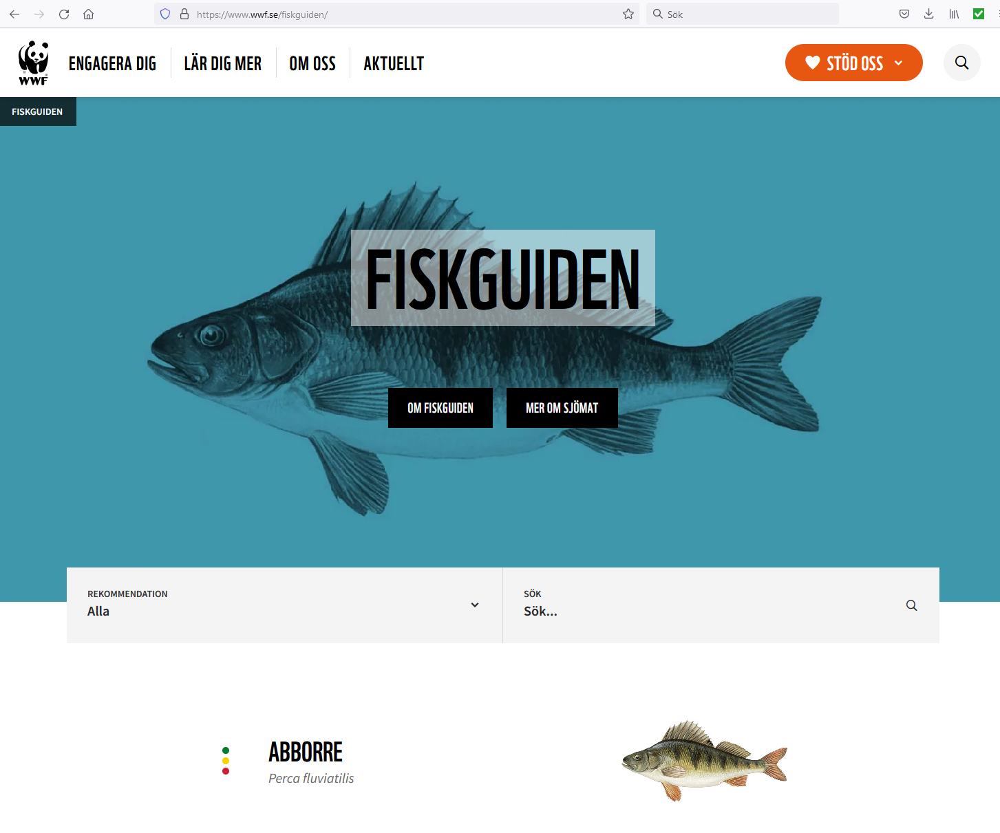 https://www.wwf.se/fiskguiden/
Sök
WWF
ENGAGERA DIG
LÄR DIG MER
OM OSS
AKTUELLT
STÖD OSS
FISKGUIDEN
FISKGUIDEN
OM FISKGUIDEN
MER OM SJÖMAT
REKOMMENDATION
Alla
SÖK
Sök...
ABBORRE
Perca fluviatilis